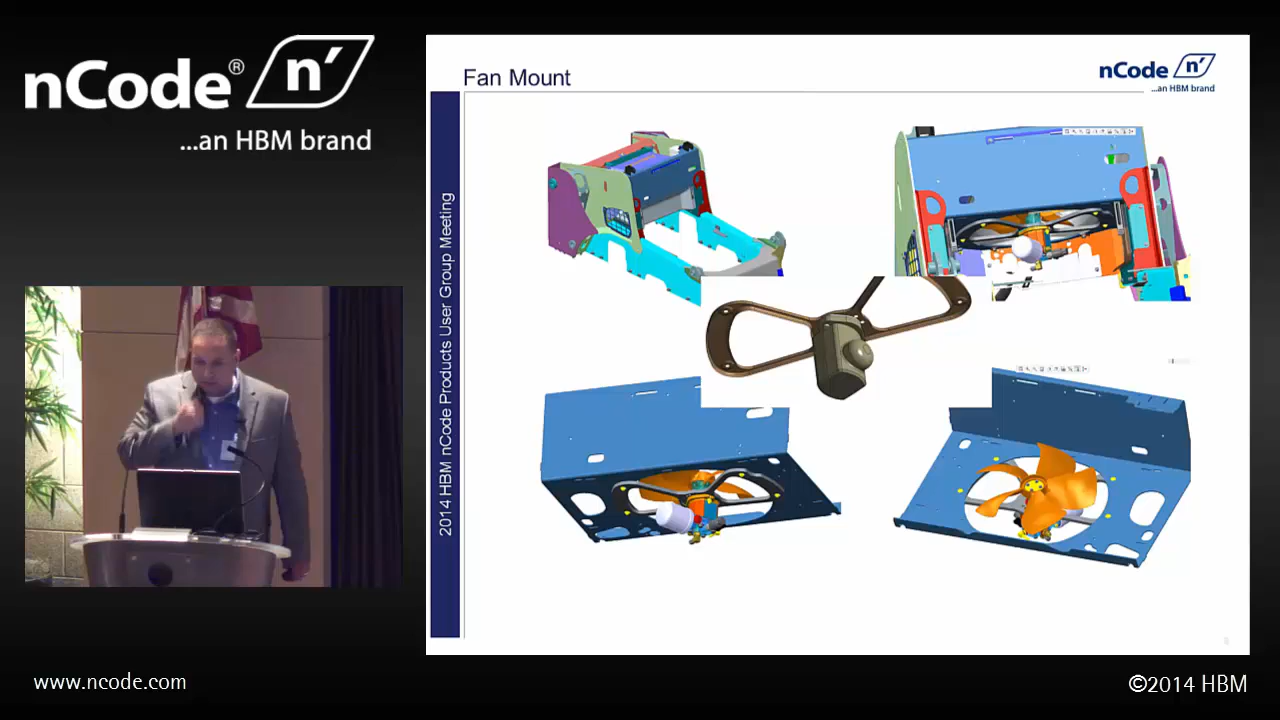 nCode® n'
...an HBM brand
Fan Mount
nCode n'
...an HBM brand
2014 HBM nCode Products User Group Meeting
www.ncode.com
©2014 HBM